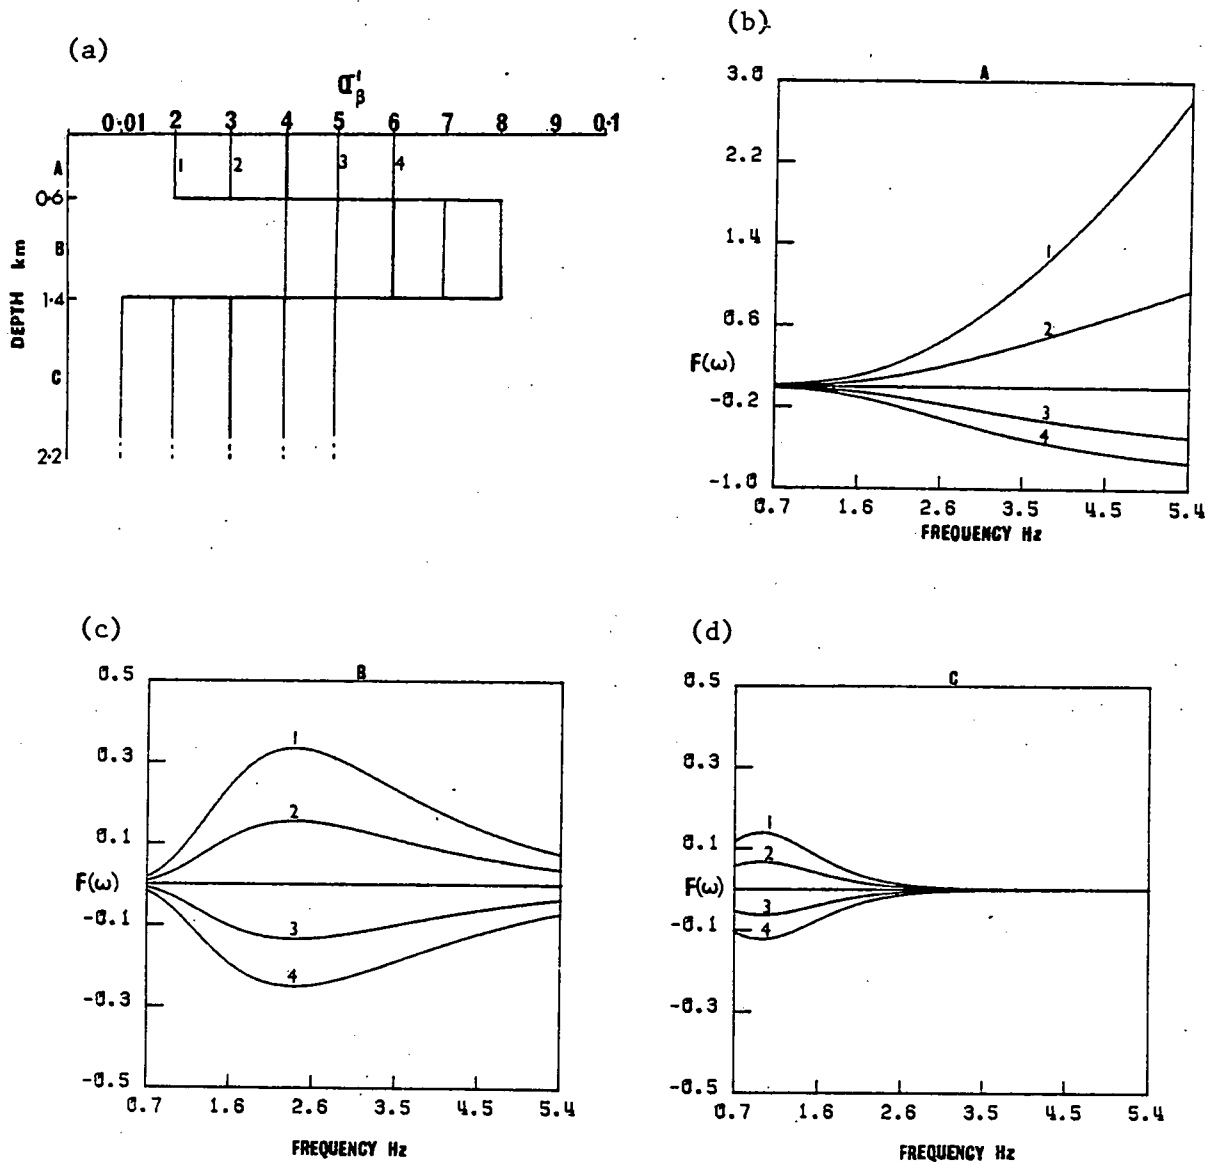 (a)
σ'β
0·01 2 3 4 5 6 7 8 ·9 0·1
1 2 3 4
A
0·6
B
1·4
C
2·2
DEPTH km
(b)
A
3.0
2.2
1.4
0.6
F(ω)
-0.2
-1.0
1
2
3
4
0.7 1.6 2.6 3.5 4.5 5.4
FREQUENCY Hz
(c)
B
0.5
0.3
0.1
F(ω)
-0.1
-0.3
-0.5
1
2
3
4
0.7 1.6 2.6 3.5 4.5 5.4
FREQUENCY Hz
(d)
C
0.5
0.3
0.1
F(ω)
-0.1
-0.3
-0.5
1
2
3
4
0.7 1.6 2.6 3.5 4.5 5.4
FREQUENCY Hz